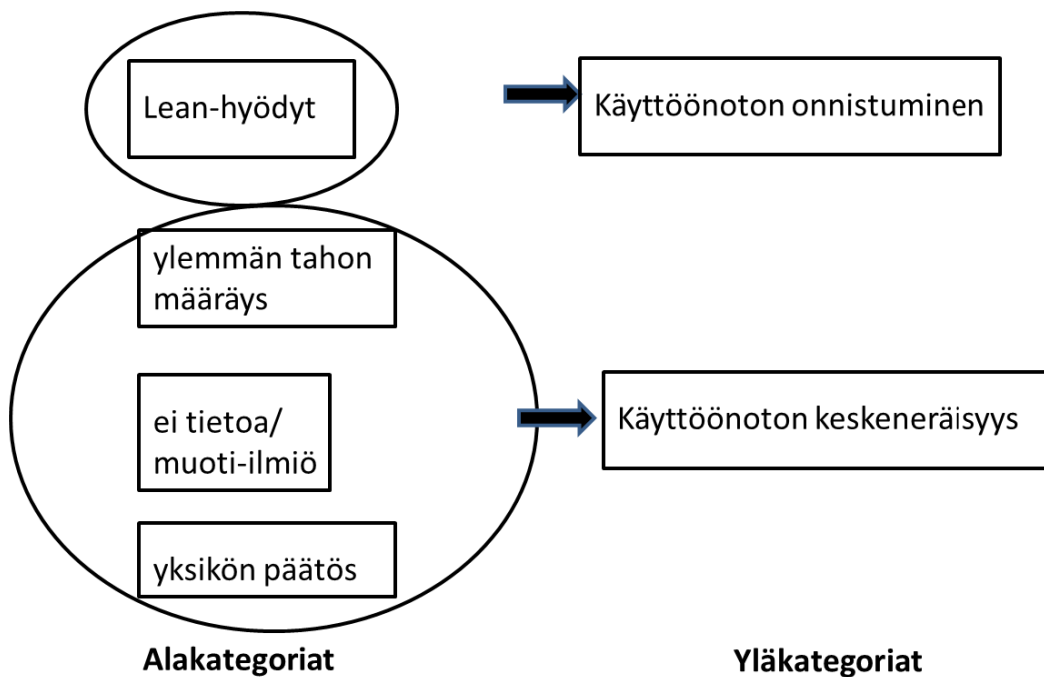 Lean-hyödyt
Käyttöönoton onnistuminen
ylemmän tahon
määräys
ei tietoa/
muoti-ilmiö
Käyttöönoton keskeneräisyys
yksikön päätös
Alakategoriat
Yläkategoriat